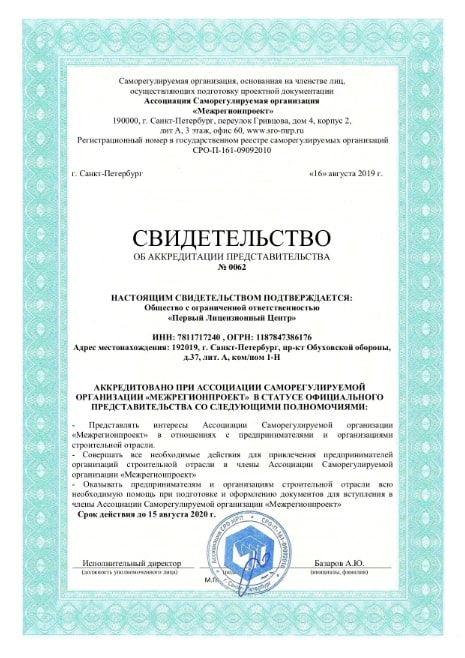 Саморегулируемая организация, основанная на членстве лиц,
осуществляющих подготовку проектной документации
Ассоциация Саморегулируемая организация
«Межрегионпроект»
190000, г. Санкт-Петербург, переулок Гривцова, дом 4, корпус 2,
лит А, 3 этаж, офис 60, www.sro-mrp.ru
Регистрационный номер в государственном реестре саморегулируемых организаций
СРО-П-161-09092010
г. Санкт-Петербург «16» августа 2019 г.
СВИДЕТЕЛЬСТВО
ОБ АККРЕДИТАЦИИ ПРЕДСТАВИТЕЛЬСТВА
№ 0062
НАСТОЯЩИМ СВИДЕТЕЛЬСТВОМ ПОДТВЕРЖДАЕТСЯ:
Общество с ограниченной ответственностью
«Первый Лицензионный Центр»
ИНН: 7811717240 , ОГРН: 1187847386176
Адрес местонахождения: 192019, г. Санкт-Петербург, пр-кт Обуховской обороны,
д.37, лит. А, ком/пом 1-Н
АККРЕДИТОВАНО ПРИ АССОЦИАЦИИ САМОРЕГУЛИРУЕМОЙ
ОРГАНИЗАЦИИ «МЕЖРЕГИОНПРОЕКТ» В СТАТУСЕ ОФИЦИАЛЬНОГО
ПРЕДСТАВИТЕЛЬСТВА СО СЛЕДУЮЩИМИ ПОЛНОМОЧИЯМИ:
- Представлять интересы Ассоциации Саморегулируемой организации
«Межрегионпроект» в отношениях с предпринимателями и организациями
строительной отрасли.
- Совершать все необходимые действия для привлечения предпринимателей
организаций строительной отрасли в члены Ассоциации Саморегулируемой
организации «Межрегионпроект»
- Оказывать предпринимателям и организациям строительной отрасли всю
необходимую помощь при подготовке и оформлению документов для вступления в
члены Ассоциации Саморегулируемой организации «Межрегионпроект»
Срок действия до 15 августа 2020 г.
Исполнительный директор Базаров А.Ю.
(должность уполномоченного лица) (инициалы, фамилия)
М.П.
СРО-П-161-09092010